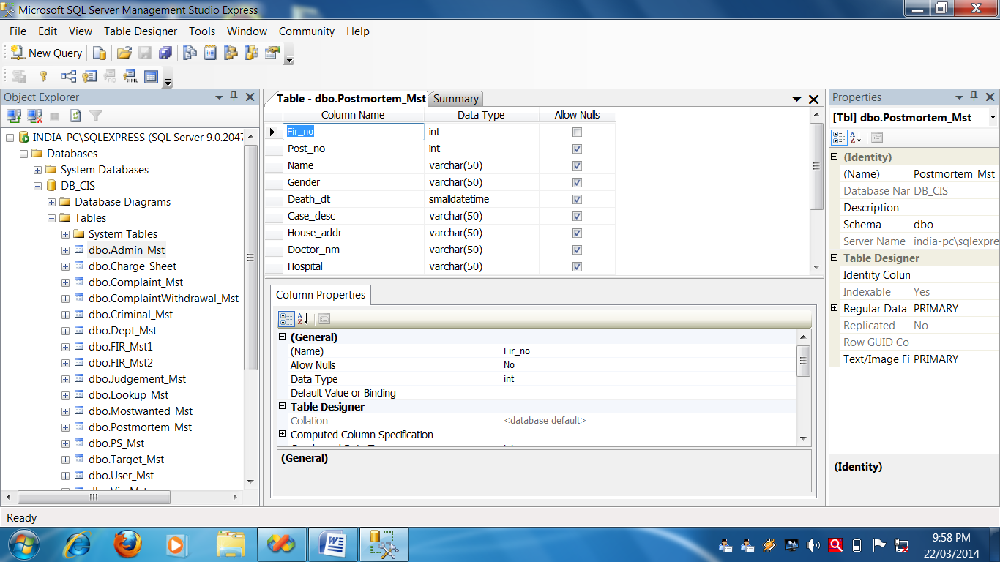 Microsoft SQL Server Management Studio Express
File Edit View Table Designer Tools Window Community Help
New Query
Object Explorer
INDIA-PC\SQLEXPRESS (SQL Server 9.0.2047
Databases
System Databases
DB_CIS
Database Diagrams
Tables
System Tables
dbo.Admin_Mst
dbo.Charge_Sheet
dbo.Complaint_Mst
dbo.ComplaintWithdrawal_Mst
dbo.Criminal_Mst
dbo.Dept_Mst
dbo.FIR_Mst1
dbo.FIR_Mst2
dbo.Judgement_Mst
dbo.Lookup_Mst
dbo.Mostwanted_Mst
dbo.Postmortem_Mst
dbo.PS_Mst
dbo.Target_Mst
dbo.User_Mst
Table - dbo.Postmortem_Mst Summary
Column Name Data Type Allow Nulls
Fir_no int
Post_no int
Name varchar(50)
Gender varchar(50)
Death_dt smalldatetime
Case_desc varchar(50)
House_addr varchar(50)
Doctor_nm varchar(50)
Hospital varchar(50)
Column Properties
(General)
(Name) Fir_no
Allow Nulls No
Data Type int
Default Value or Binding
Table Designer
Collation <database default>
Computed Column Specification
(General)
Properties
[Tbl] dbo.Postmortem_Mst
(Identity)
(Name) Postmortem_Mst
Database Nar DB_CIS
Description
Schema dbo
Server Name india-pc\sqlexpre
Table Designer
Identity Colun
Indexable Yes
Regular Data PRIMARY
Replicated No
Row GUID Co
Text/Image Fi PRIMARY
(Identity)
Ready
9:58 PM
22/03/2014